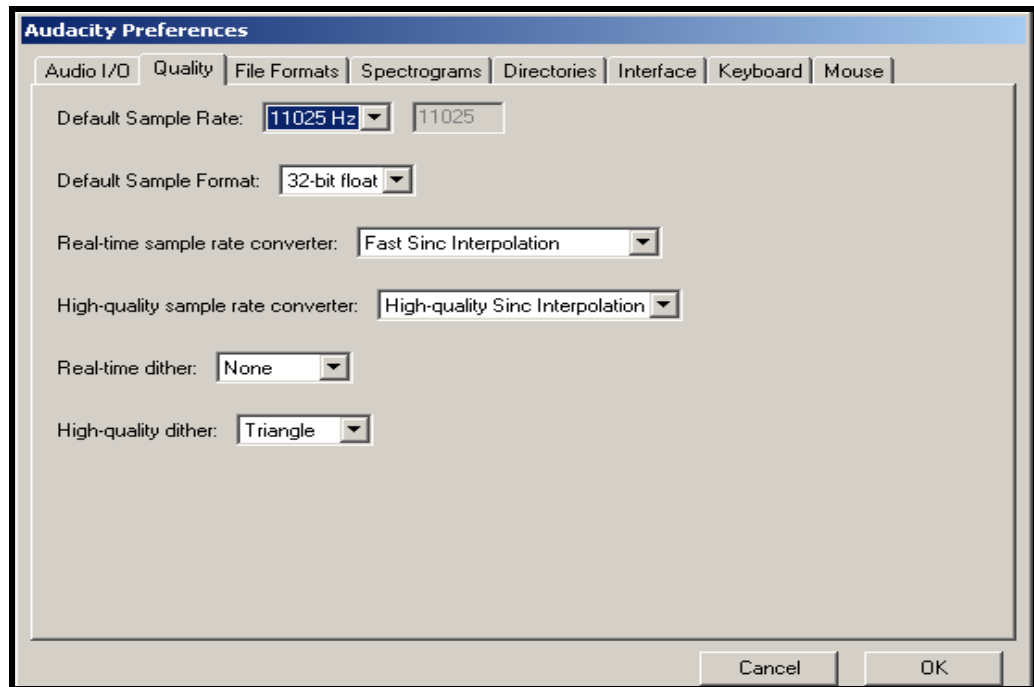 Audacity Preferences
Audio I/O Quality File Formats Spectrograms Directories Interface Keyboard Mouse
Default Sample Rate: 11025 Hz 11025
Default Sample Format: 32-bit float
Real-time sample rate converter: Fast Sinc Interpolation
High-quality sample rate converter: High-quality Sinc Interpolation
Real-time dither: None
High-quality dither: Triangle
Cancel OK